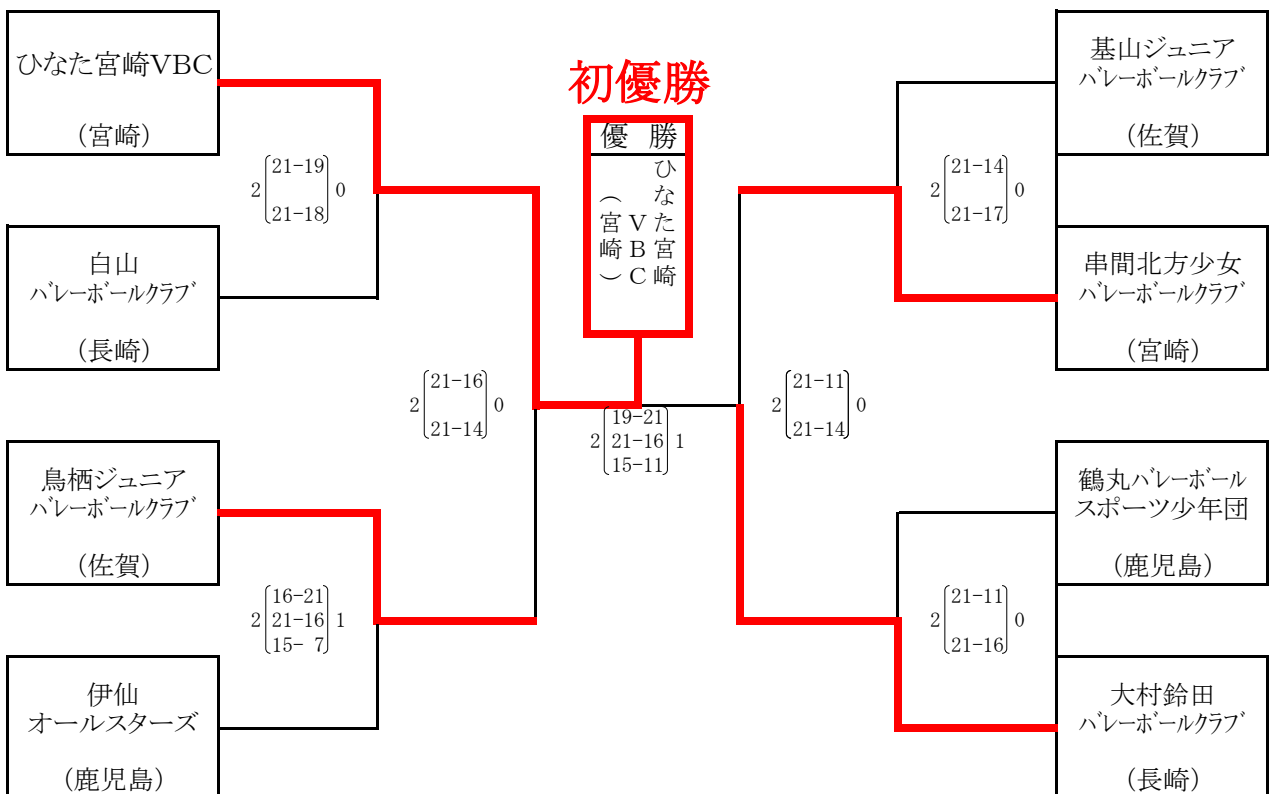 初優勝
優 勝
ひなた宮崎
VBC
（宮崎）
ひなた宮崎VBC
（宮崎）
21-19
2 0
21-18
白山
バレーボールクラブ
（長崎）
21-16
2 0
21-14
鳥栖ジュニア
バレーボールクラブ
（佐賀）
16-21
2 21-16 1
15- 7
伊仙
オールスターズ
（鹿児島）
19-21
2 21-16 1
15-11
基山ジュニア
バレーボールクラブ
（佐賀）
21-14
2 0
21-17
串間北方少女
バレーボールクラブ
（宮崎）
21-11
2 0
21-14
鶴丸バレーボール
スポーツ少年団
（鹿児島）
21-11
2 0
21-16
大村鈴田
バレーボールクラブ
（長崎）